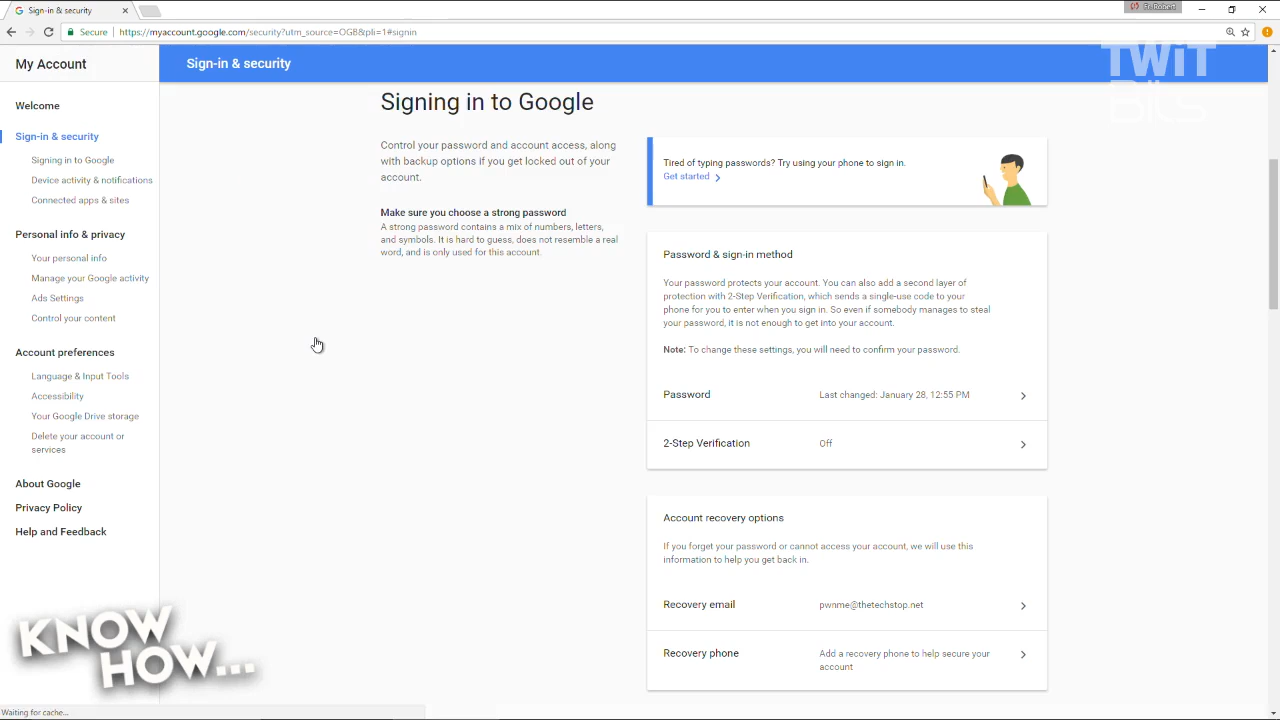 Sign-in & security
Fr. Robert
Secure
https://myaccount.google.com/security?utm_source=OGB&pli=1#signin
My Account
Sign-in & security
TWiT
Bits
Welcome
Sign-in & security
Signing in to Google
Device activity & notifications
Connected apps & sites
Personal info & privacy
Your personal info
Manage your Google activity
Ads Settings
Control your content
Account preferences
Language & Input Tools
Accessibility
Your Google Drive storage
Delete your account or
services
About Google
Privacy Policy
Help and Feedback
Signing in to Google
Control your password and account access, along
with backup options if you get locked out of your
account.
Make sure you choose a strong password
A strong password contains a mix of numbers, letters,
and symbols. It is hard to guess, does not resemble a real
word, and is only used for this account.
Tired of typing passwords? Try using your phone to sign in.
Get started
Password & sign-in method
Your password protects your account. You can also add a second layer of
protection with 2-Step Verification, which sends a single-use code to your
phone for you to enter when you sign in. So even if somebody manages to steal
your password, it is not enough to get into your account.
Note: To change these settings, you will need to confirm your password.
Password Last changed: January 28, 12:55 PM
2-Step Verification Off
Account recovery options
If you forget your password or cannot access your account, we will use this
information to help you get back in.
Recovery email pwnme@thetechstop.net
Recovery phone Add a recovery phone to help secure your
account
KNOW
HOW...
Waiting for cache...